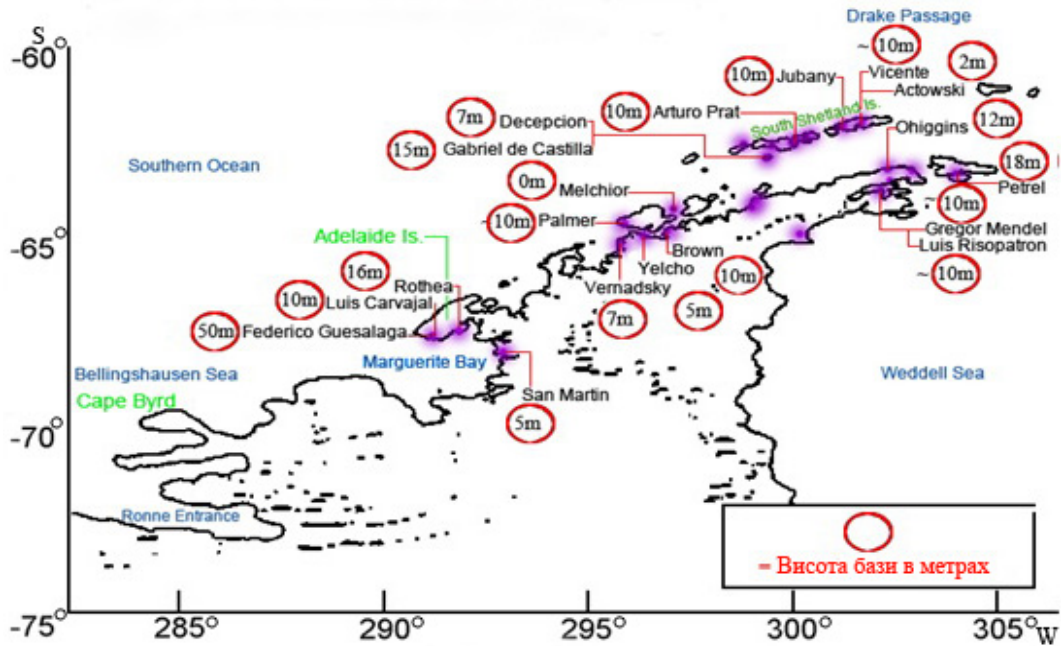 Drake Passage
S
-60°
~ 10m
2m
10m Jubany
Vicente
Actowski
7m
Decepcion
10m
Arturo Prat
South Shetland Is.
Ohiggins
12m
15m
Gabriel de Castilla
Southern Ocean
18m
0m
Melchior
Petrel
~ 10m
10m Palmer
Gregor Mendel
-65°
Adelaide Is.
Brown
Luis Risopatron
Yelcho
16m
Rothea
Vernadsky
10m
~ 10m
10m Luis Carvajal
7m
5m
50m Federico Guesalaga
Marguerite Bay
Bellingshausen Sea
Weddell Sea
Cape Byrd
San Martin
-70°
5m
Ronne Entrance
= Висота бази в метрах
-75°
285°
290°
295°
300°
305°
W